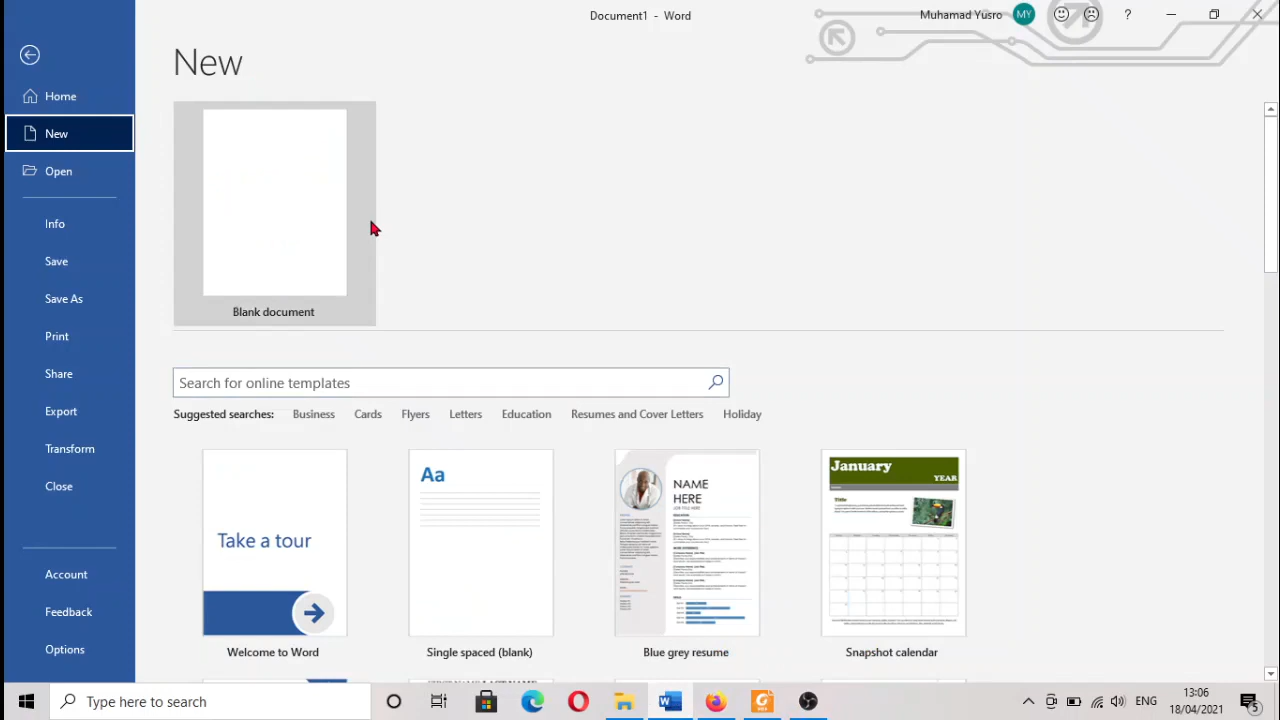 Document1 - Word
Muhamad Yusro MY
?
New
Home
New
Open
Info
Save
Save As
Print
Share
Export
Transform
Close
Account
Feedback
Options
Blank document
Search for online templates
Suggested searches: Business Cards Flyers Letters Education Resumes and Cover Letters Holiday
Take a tour
Aa
NAME
HERE
January
YEAR
Title
Welcome to Word
Single spaced (blank)
Blue grey resume
Snapshot calendar
Type here to search
ENG
18/04/2021
5